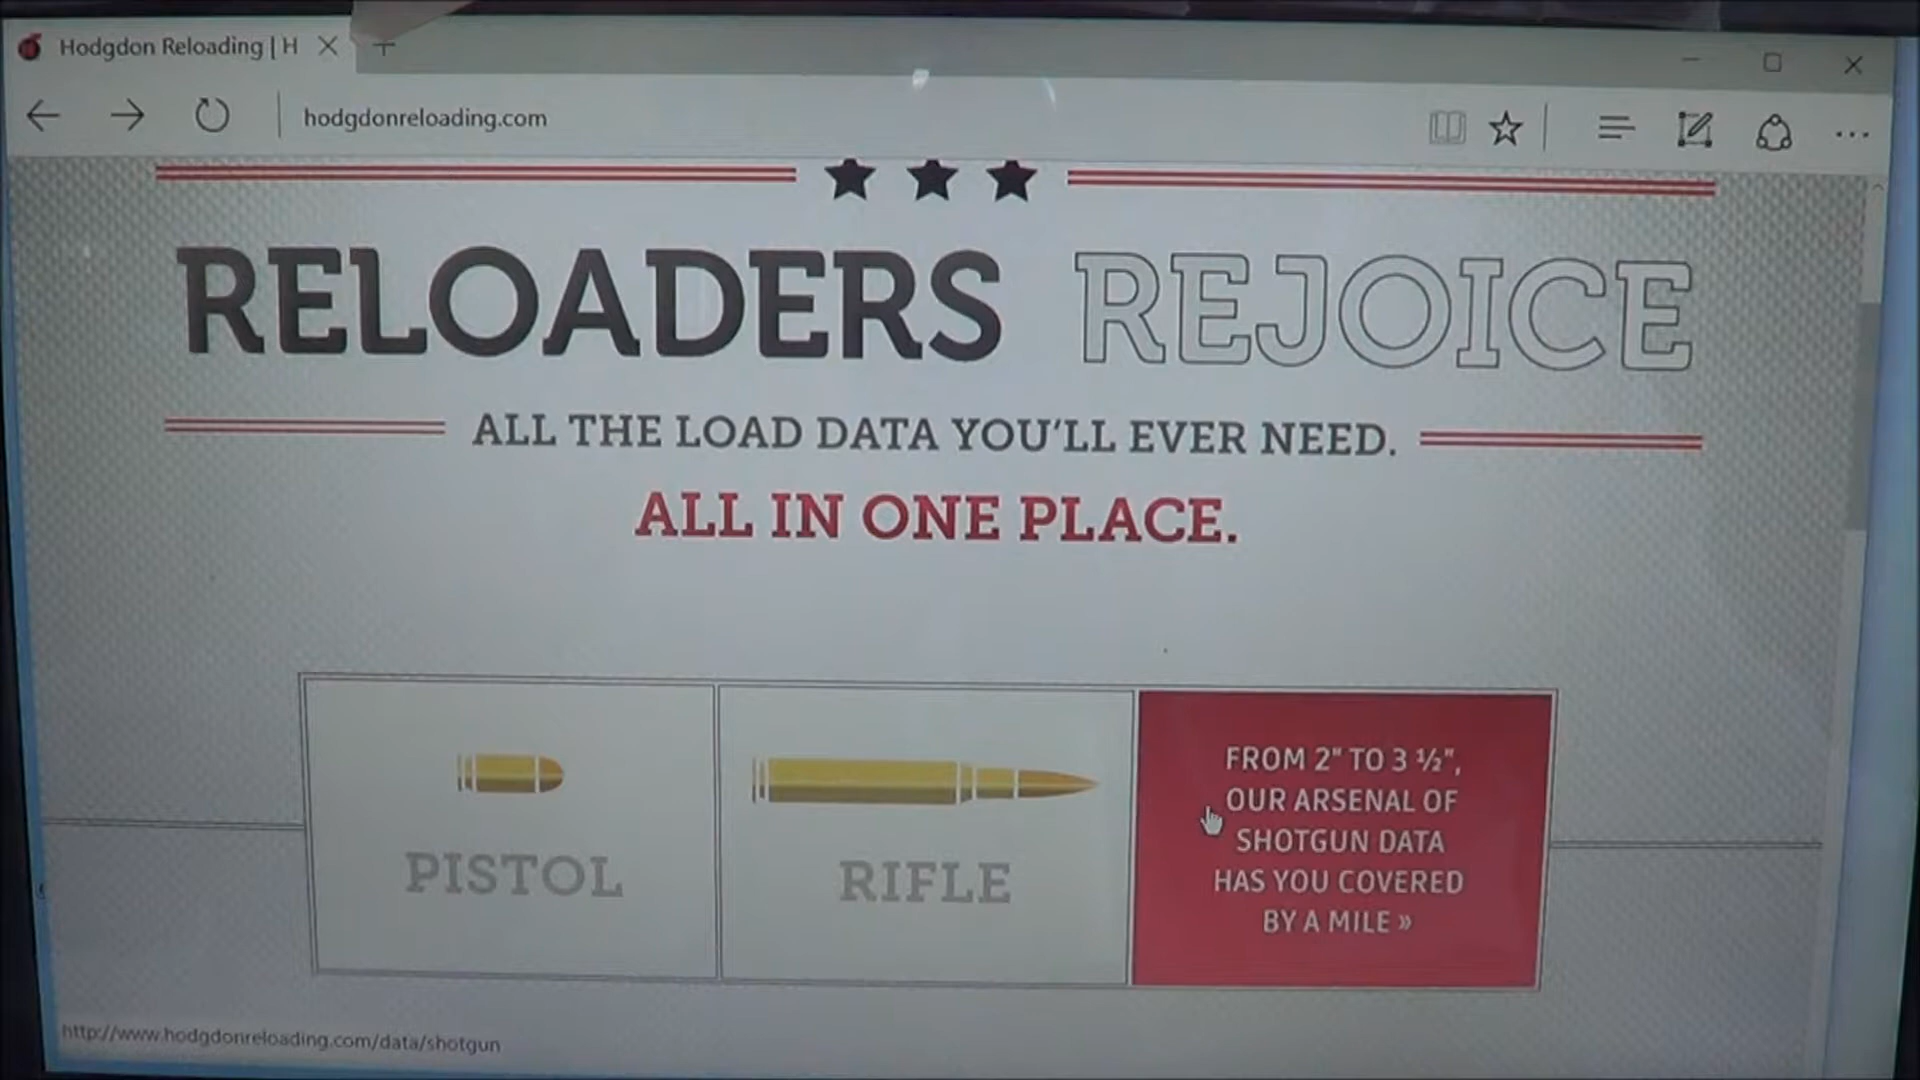 Hodgdon Reloading | H
hodgdonreloading.com
RELOADERS REJOICE
ALL THE LOAD DATA YOU'LL EVER NEED.
ALL IN ONE PLACE.
PISTOL
RIFLE
FROM 2" TO 3 ½",
OUR ARSENAL OF
SHOTGUN DATA
HAS YOU COVERED
BY A MILE »
http://www.hodgdonreloading.com/data/shotgun